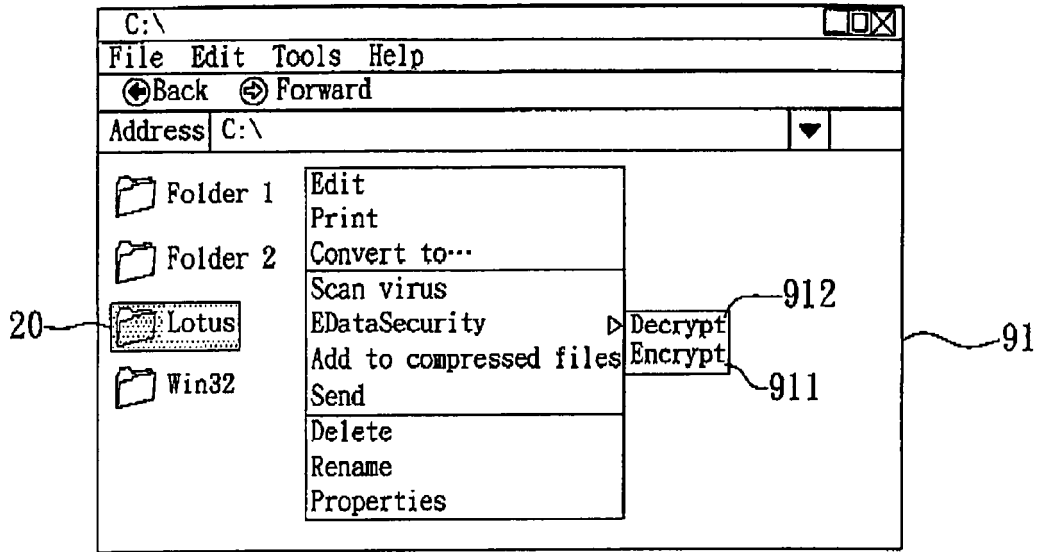 C:\
File Edit Tools Help
Back Forward
Address C:\
Folder 1
Folder 2
20 Lotus
Win32
Edit
Print
Convert to…
Scan virus
EDataSecurity
Add to compressed files
Send
Delete
Rename
Properties
Decrypt 912
Encrypt 911
91